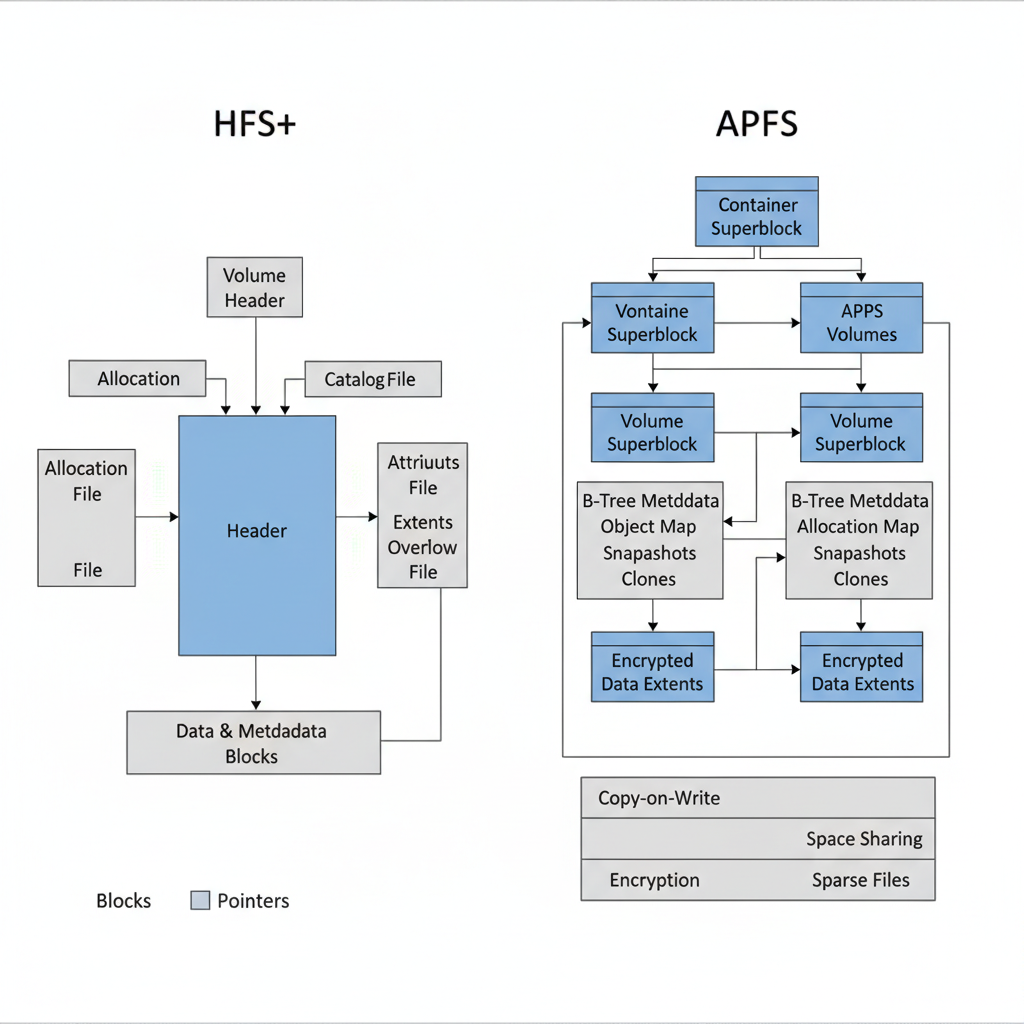 HFS+
Volume
Header
Allocation
Catalog File
Allocation
File
File
Header
Attriuuts
File
Extents
Overlow
File
Data & Metdadata
Blocks
Blocks
Pointers
APFS
Container
Superblock
Vontaine
Superblock
APPS
Volumes
Volume
Superblock
Volume
Superblock
B-Tree Metddata
Object Map
Snapashots
Clones
B-Tree Metddata
Allocation Map
Snapashots
Clones
Encrypted
Data Extents
Encrypted
Data Extents
Copy-on-Write
Space Sharing
Encryption
Sparse Files